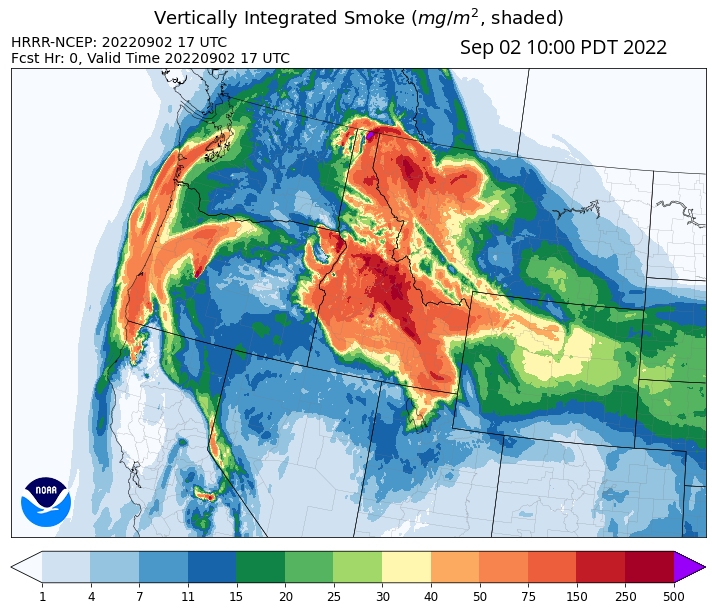 Vertically Integrated Smoke (mg/m², shaded)
HRRR-NCEP: 20220902 17 UTC
Fcst Hr: 0, Valid Time 20220902 17 UTC
Sep 02 10:00 PDT 2022
NOAA
1 4 7 11 15 20 25 30 40 50 75 150 250 500